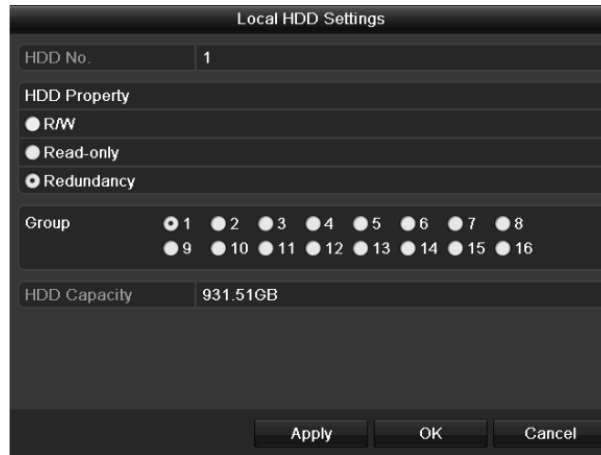 Local HDD Settings
HDD No. 1
HDD Property
R/W
Read-only
Redundancy
Group 1 2 3 4 5 6 7 8
9 10 11 12 13 14 15 16
HDD Capacity 931.51GB
Apply OK Cancel